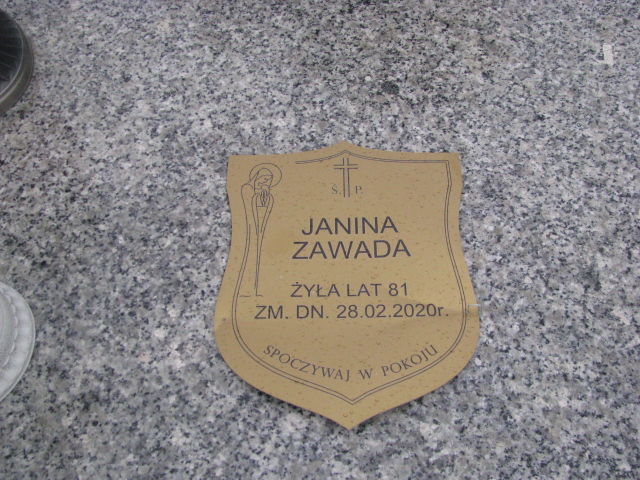 Ś. P.
JANINA
ZAWADA
ŻYŁA LAT 81
ZM. DN. 28.02.2020r.
SPOCZYWAJ W POKOJU